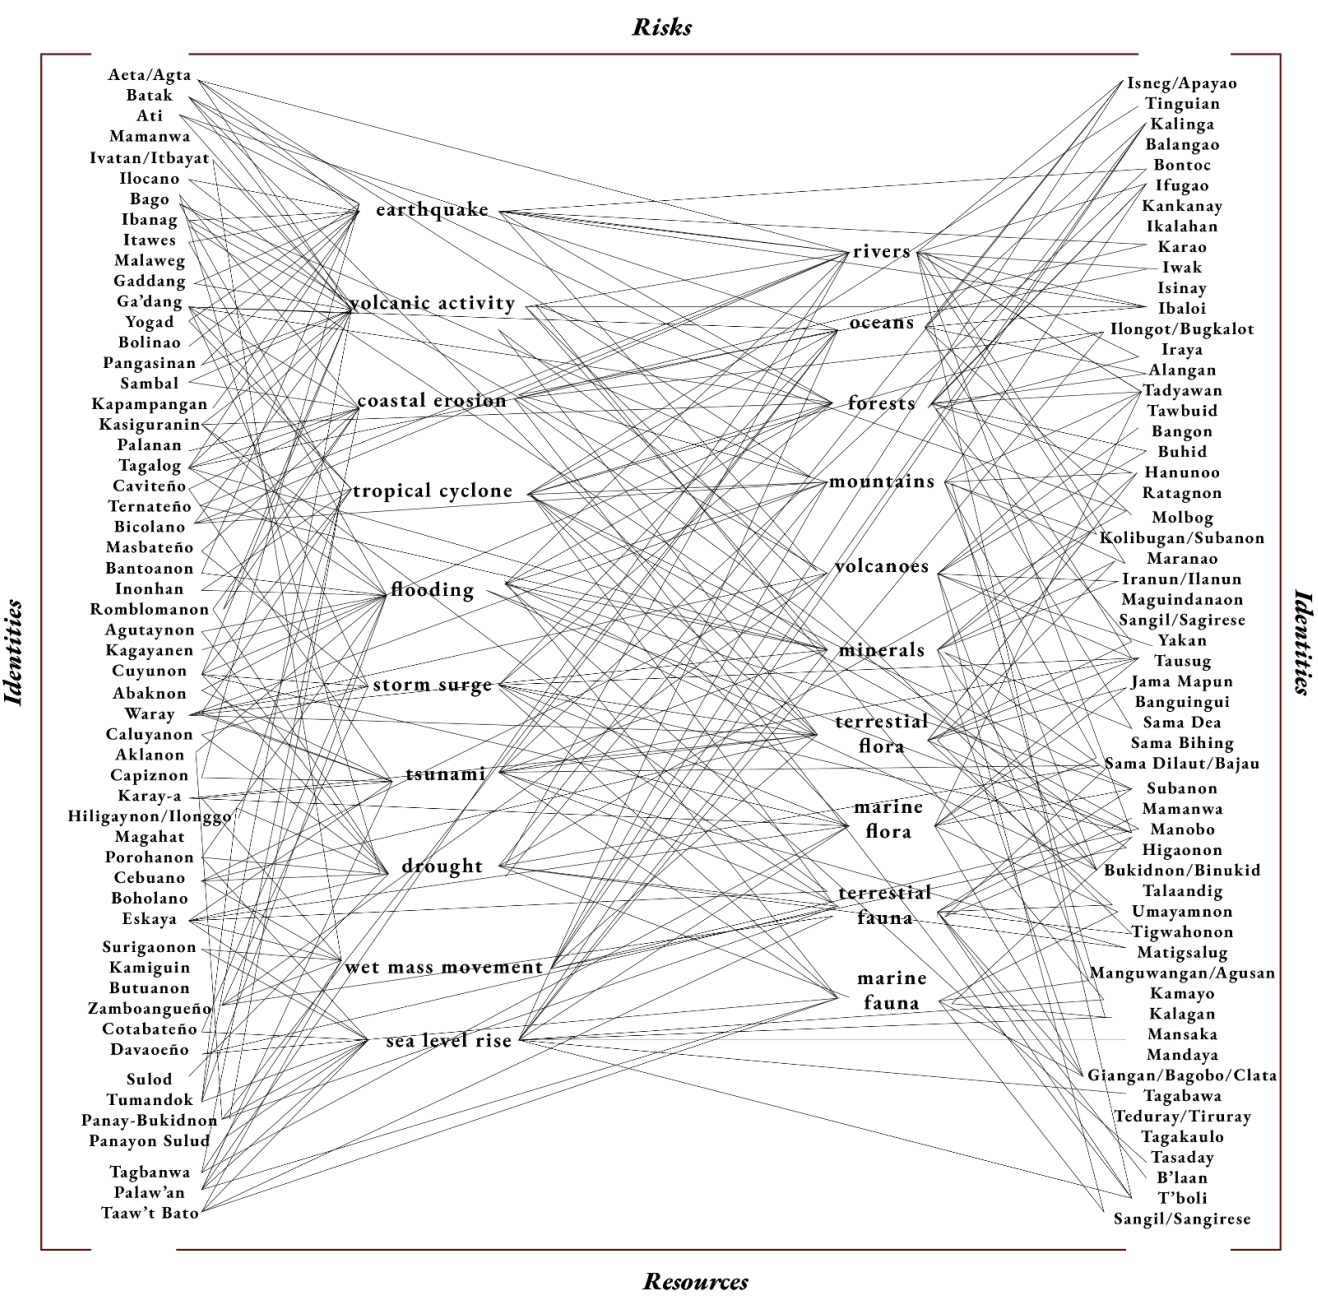 Risks
Identities
Aeta/Agta
Batak
Ati
Mamanwa
Ivatan/Itbayat
Ilocano
Bago
Ibanag
Itawes
Malaweg
Gaddang
Ga’dang
Yogad
Bolinao
Pangasinan
Sambal
Kapampangan
Kasiguranin
Palanan
Tagalog
Caviteño
Ternateño
Bicolano
Masbateño
Bantoanon
Inonhan
Romblomanon
Agutaynon
Kagayanen
Cuyunon
Abaknon
Waray
Caluyanon
Aklanon
Capiznon
Karay-a
Hiligaynon/Ilonggo
Magahat
Porohanon
Cebuano
Boholano
Eskaya
Surigaonon
Kamiguin
Butuanon
Zamboangueño
Cotabateño
Davaoeño
Sulod
Tumandok
Panay-Bukidnon
Panayon Sulud
Tagbanwa
Palaw’an
Taaw’t Bato
earthquake
volcanic activity
coastal erosion
tropical cyclone
flooding
storm surge
tsunami
drought
wet mass movement
sea level rise
rivers
oceans
forests
mountains
volcanoes
minerals
terrestial
flora
marine
flora
terrestial
fauna
marine
fauna
Isneg/Apayao
Tinguian
Kalinga
Balangao
Bontoc
Ifugao
Kankanay
Ikalahan
Karao
Iwak
Isinay
Ibaloi
Ilongot/Bugkalot
Iraya
Alangan
Tadyawan
Tawbuid
Bangon
Buhid
Hanunoo
Ratagnon
Molbog
Kolibugan/Subanon
Maranao
Iranun/Ilanun
Maguindanaon
Sangil/Sagirese
Yakan
Tausug
Jama Mapun
Banguingui
Sama Dea
Sama Bihing
Sama Dilaut/Bajau
Subanon
Mamanwa
Manobo
Higaonon
Bukidnon/Binukid
Talaandig
Umayamnon
Tigwahonon
Matigsalug
Manguwangan/Agusan
Kamayo
Kalagan
Mansaka
Mandaya
Giangan/Bagobo/Clata
Tagabawa
Teduray/Tiruray
Tagakaulo
Tasaday
B’laan
T’boli
Sangil/Sangirese
Identities
Resources